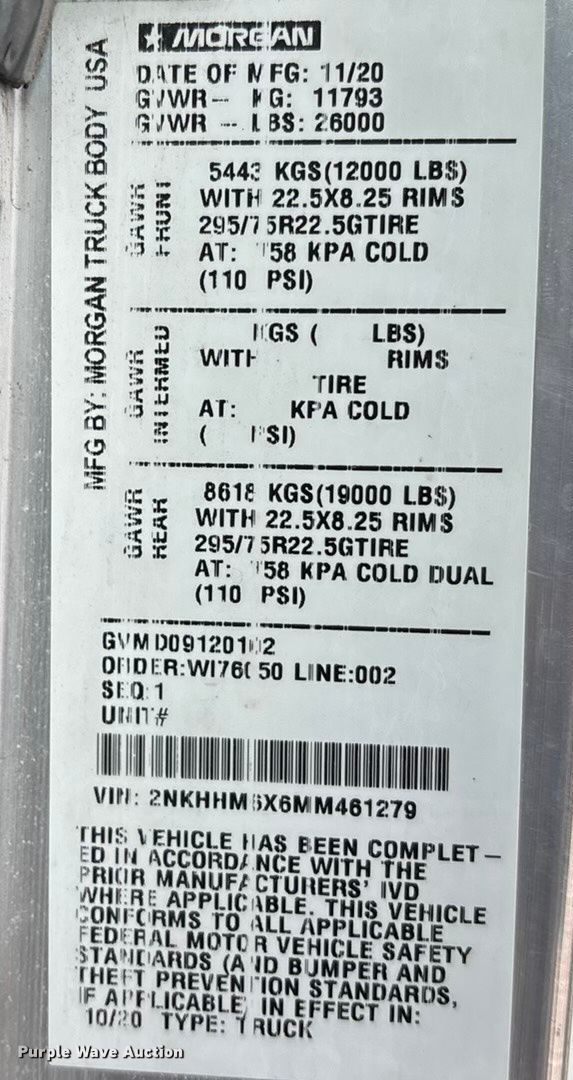 MORGAN
MFG BY: MORGAN TRUCK BODY USA
DATE OF MFG: 11/20
GVWR- KG: 11793
GVWR - LBS: 26000
GAWR FRONT
5443 KGS(12000 LBS)
WITH 22.5X8.25 RIMS
295/75R22.5GTIRE
AT: 758 KPA COLD
(110 PSI)
GAWR INTERMED
KGS ( LBS)
WITH RIMS
TIRE
AT: KPA COLD
( PSI)
GAWR REAR
8618 KGS(19000 LBS)
WITH 22.5X8.25 RIMS
295/75R22.5GTIRE
AT: 758 KPA COLD DUAL
(110 PSI)
ORDER: LINE:002
SEQ:1
UNIT#
VIN:
THIS VEHICLE HAS BEEN COMPLET-
ED IN ACCORDANCE WITH THE
PRIOR MANUFACTURERS' IVD
WHERE APPLICABLE. THIS VEHICLE
CONFORMS TO ALL APPLICABLE
FEDERAL MOTOR VEHICLE SAFETY
STANDARDS (AND BUMPER AND
THEFT PREVENTION STANDARDS,
IF APPLICABLE) IN EFFECT IN:
10/20 TYPE: TRUCK
Purple Wave Auction